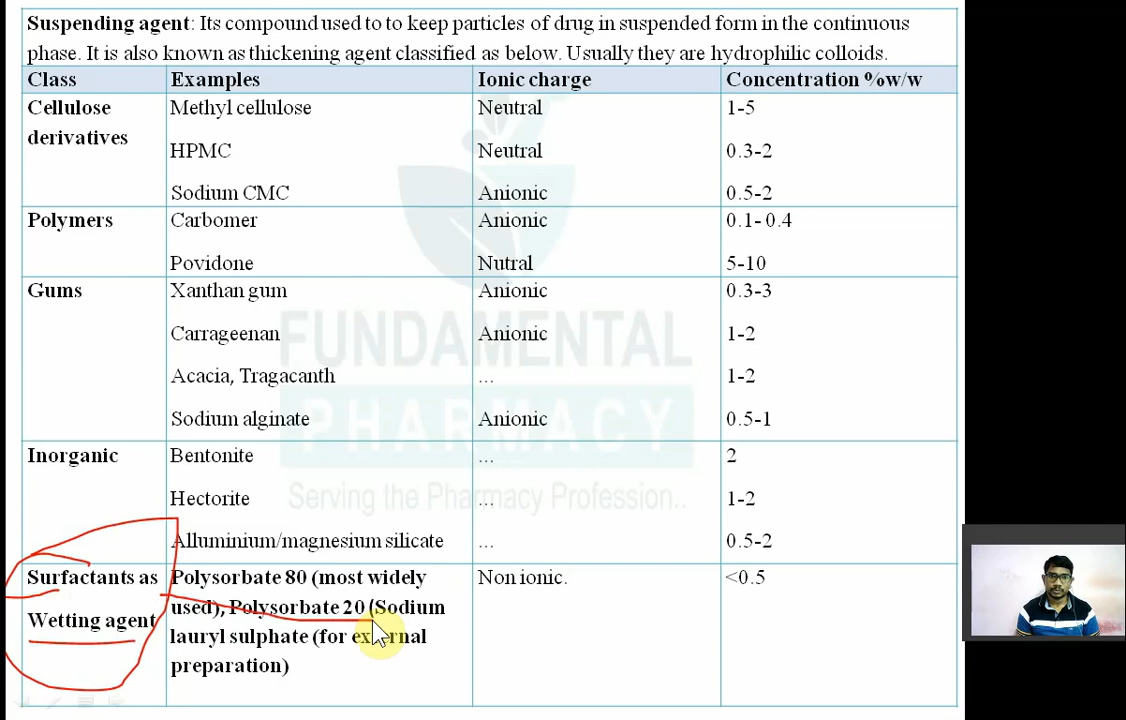 Suspending agent: Its compound used to to keep particles of drug in suspended form in the continuous
phase. It is also known as thickening agent classified as below. Usually they are hydrophilic colloids.
Class Examples Ionic charge Concentration %w/w
Cellulose Methyl cellulose Neutral 1-5
derivatives
HPMC Neutral 0.3-2
Sodium CMC Anionic 0.5-2
Polymers Carbomer Anionic 0.1- 0.4
Povidone Nutral 5-10
Gums Xanthan gum Anionic 0.3-3
Carrageenan Anionic 1-2
Acacia, Tragacanth ... 1-2
Sodium alginate Anionic 0.5-1
Inorganic Bentonite ... 2
Hectorite ... 1-2
Alluminium/magnesium silicate ... 0.5-2
Surfactants as Polysorbate 80 (most widely Non ionic. <0.5
used), Polysorbate 20 (Sodium
Wetting agent lauryl sulphate (for external
preparation)
FUNDAMENTAL
PHARMACY
Serving the Pharmacy Profession..